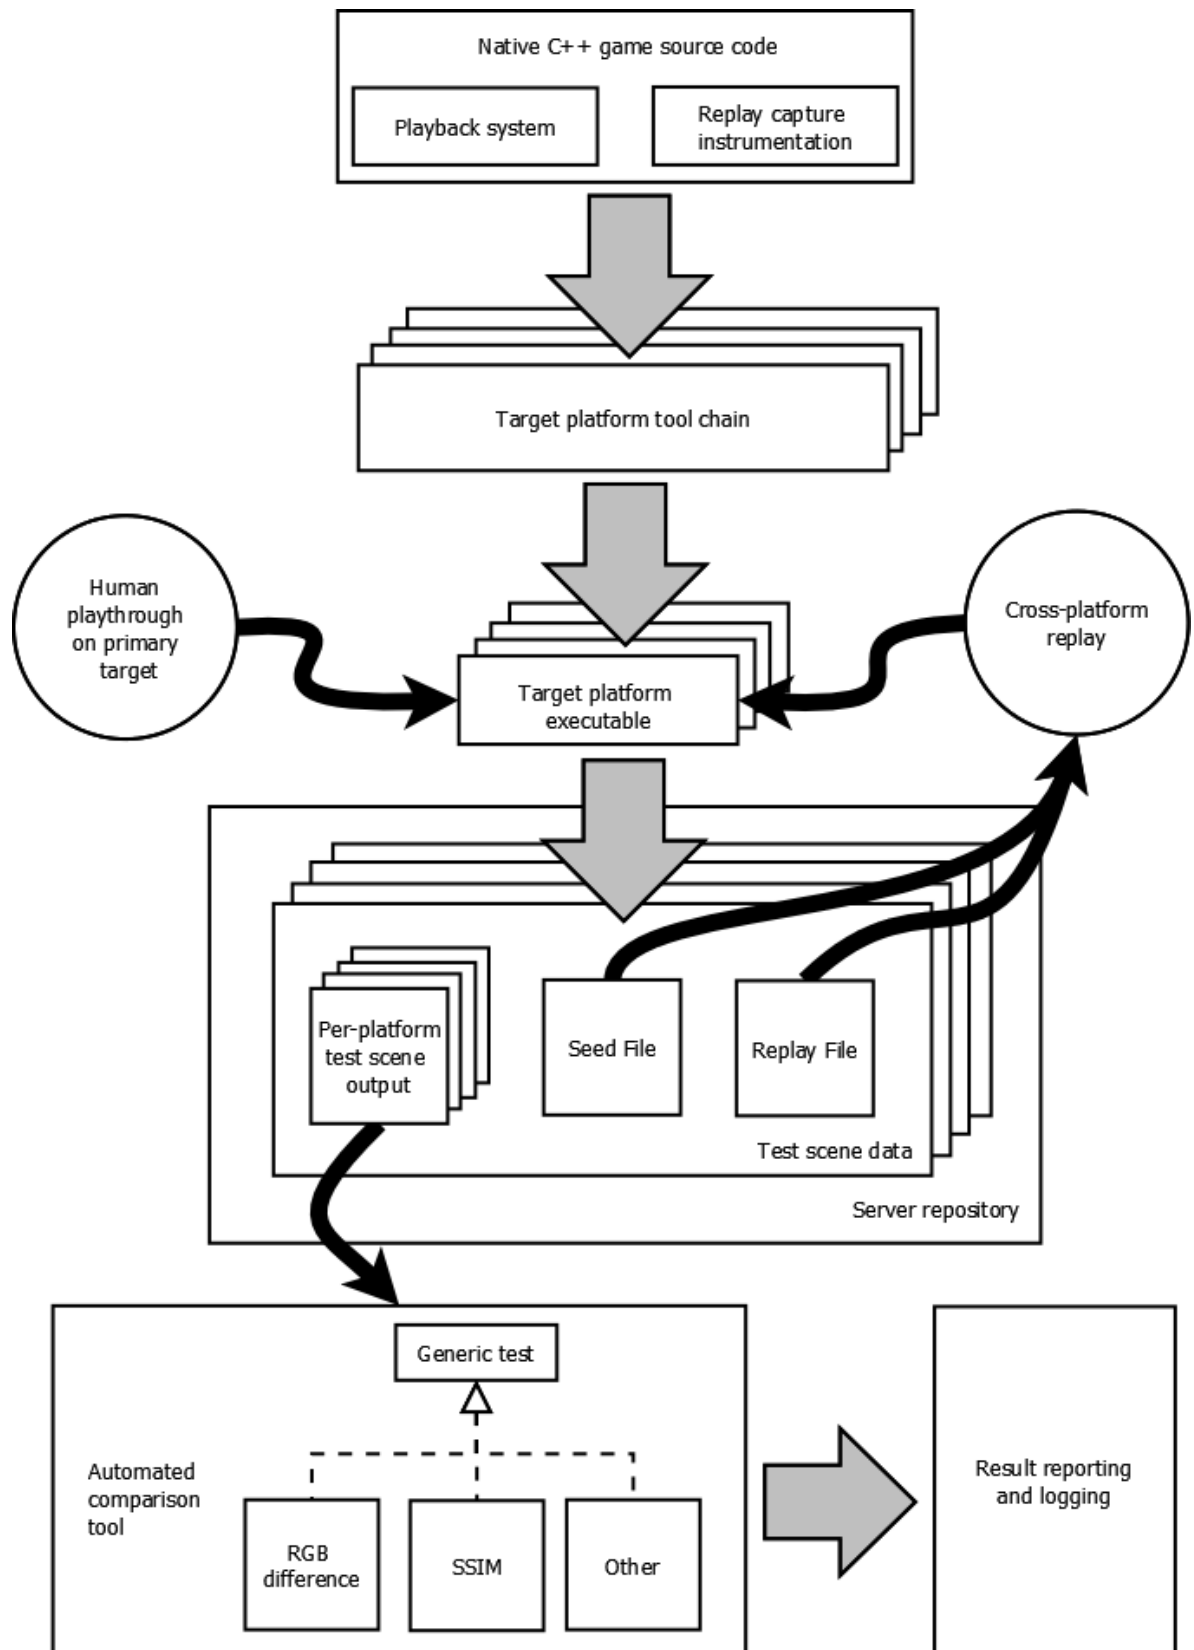 Native C++ game source code
Playback system
Replay capture
instrumentation
Target platform tool chain
Human
playthrough
on primary
target
Cross-platform
replay
Target platform
executable
Per-platform
test scene
output
Seed File
Replay File
Test scene data
Server repository
Generic test
Automated
comparison
tool
RGB
difference
SSIM
Other
Result reporting
and logging